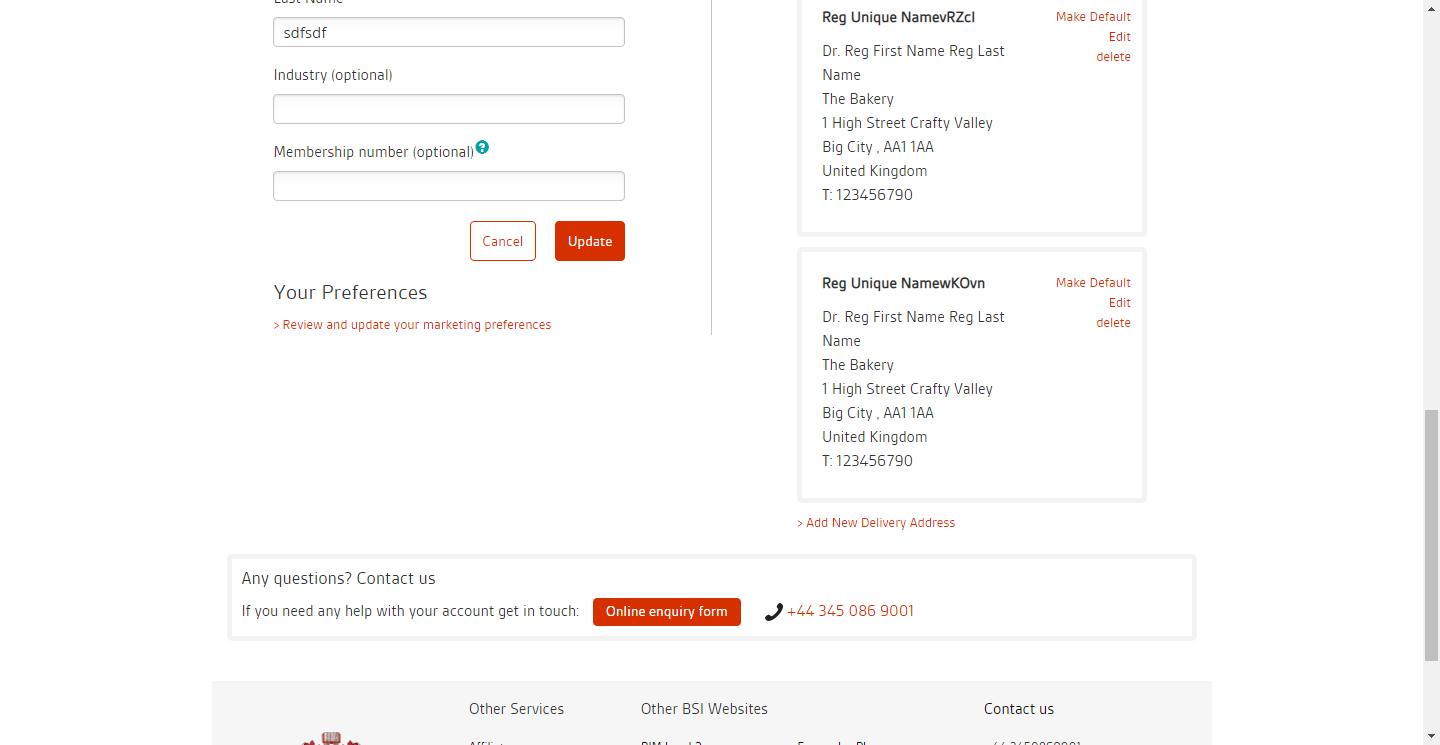 Last Name
sdfsdf
Industry (optional)
Membership number (optional)
?
Cancel
Update
Your Preferences
> Review and update your marketing preferences
Reg Unique NamevRZcl
Make Default
Edit
delete
Dr. Reg First Name Reg Last
Name
The Bakery
1 High Street Crafty Valley
Big City , AA1 1AA
United Kingdom
T: 123456790
Reg Unique NamewKOvn
Make Default
Edit
delete
Dr. Reg First Name Reg Last
Name
The Bakery
1 High Street Crafty Valley
Big City , AA1 1AA
United Kingdom
T: 123456790
> Add New Delivery Address
Any questions? Contact us
If you need any help with your account get in touch:
Online enquiry form
+44 345 086 9001
Other Services
Other BSI Websites
Contact us